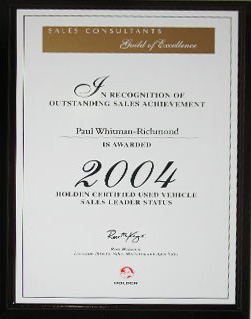 SALES CONSULTANTS
Guild of Excellence
IN RECOGNITION OF
OUTSTANDING SALES ACHIEVEMENT
Paul Whitman-Richmond
IS AWARDED
2004
HOLDEN CERTIFIED USED VEHICLE
SALES LEADER STATUS
HOLDEN